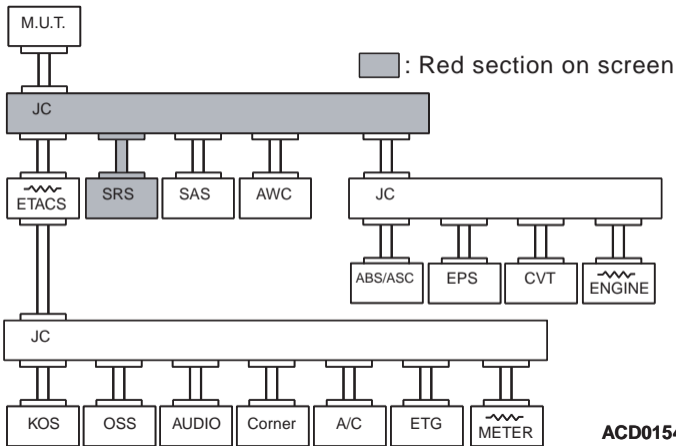 M.U.T.
: Red section on screen
JC
ETACS
SRS
SAS
AWC
JC
ABS/ASC
EPS
CVT
ENGINE
JC
KOS
OSS
AUDIO
Corner
A/C
ETG
METER